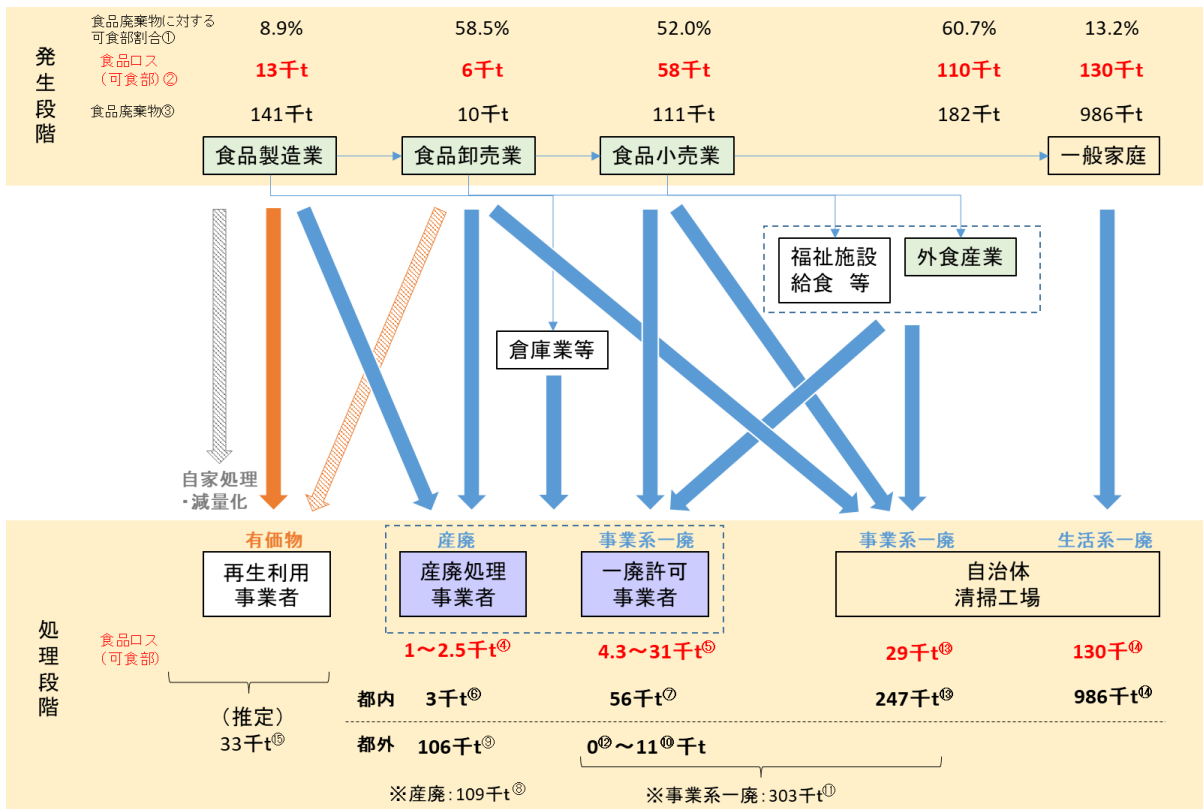 発生段階
食品廃棄物に対する
可食部割合① 8.9% 58.5% 52.0% 60.7% 13.2%
食品ロス
(可食部)② 13千t 6千t 58千t 110千t 130千t
食品廃棄物③ 141千t 10千t 111千t 182千t 986千t
食品製造業 食品卸売業 食品小売業 一般家庭
福祉施設
給食 等
外食産業
倉庫業等
自家処理
・減量化
処理段階
有価物 産廃 事業系一廃 事業系一廃 生活系一廃
再生利用
事業者
産廃処理
事業者
一廃許可
事業者
自治体
清掃工場
食品ロス
(可食部) 1～2.5千t④ 4.3～31千t⑤ 29千t⑬ 130千⑭
都内 3千t⑥ 56千t⑦ 247千t⑬ 986千t⑭
(推定)
33千t⑮
都外 106千t⑨ 0⑫～11⑩千t
※産廃：109千t⑧ ※事業系一廃：303千t⑪